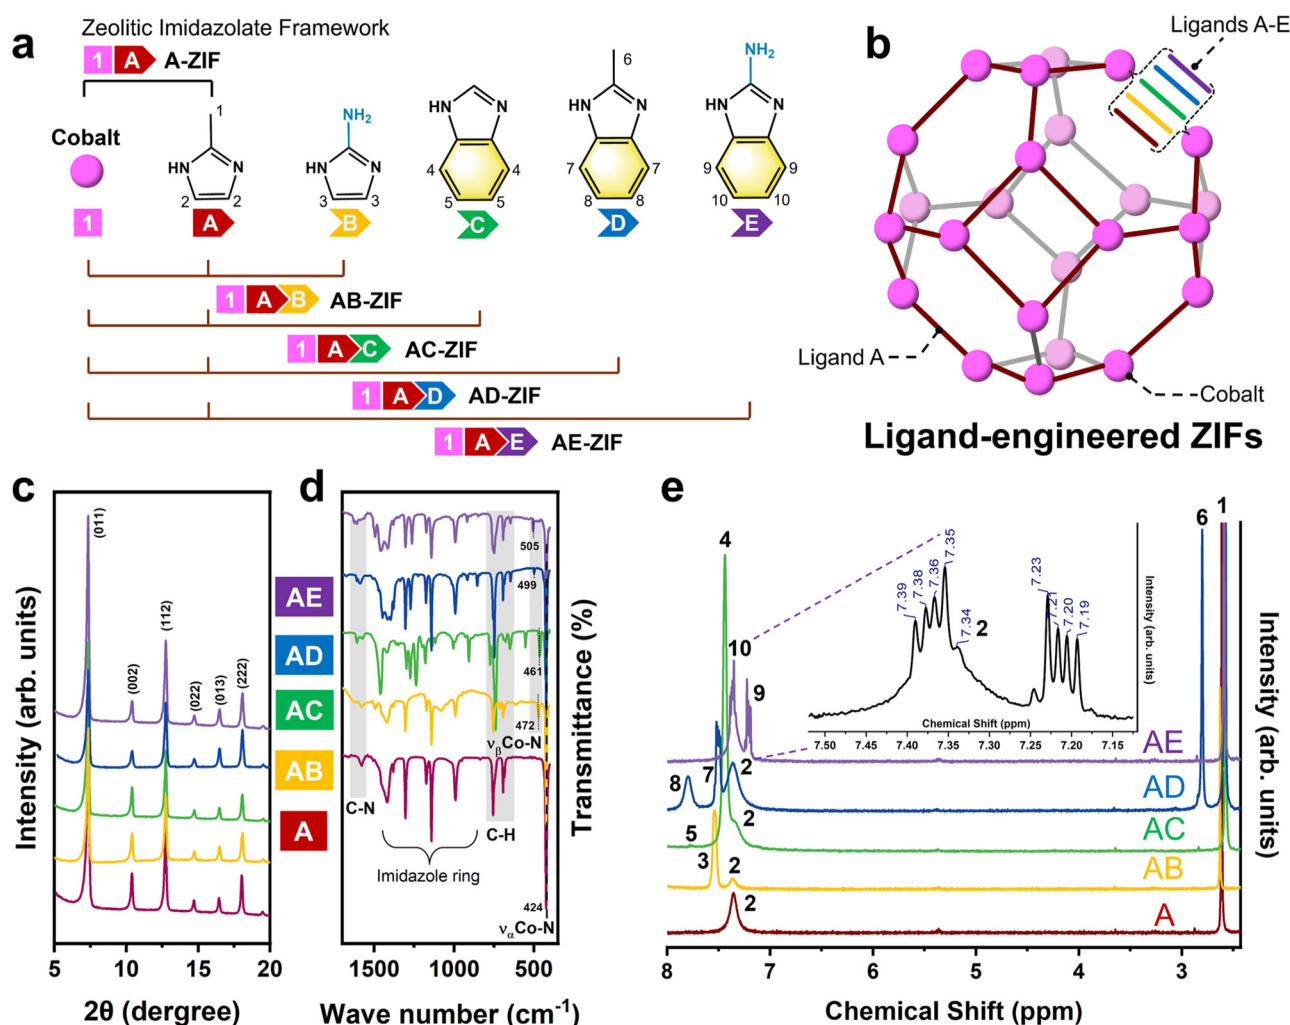 a
Zeolitic Imidazolate Framework
1 A A-ZIF
Cobalt
1
HN N
2 2
NH₂
HN N
3 3
HN N
4 4
5 5
6
HN N
7 7
8 8
NH₂
HN N
9 9
10 10
1 A B C D E
1 A B AB-ZIF
1 A C AC-ZIF
1 A D AD-ZIF
1 A E AE-ZIF
b
Ligands A-E
Ligand A
Cobalt
Ligand-engineered ZIFs
c
Intensity (arb. units)
(011)
(002)
(112)
(022)
(013)
(222)
5 10 15 20
2θ (dergree)
AE
AD
AC
AB
A
d
505
499
461
472
νβCo-N
C-N
C-H
Imidazole ring
424
ναCo-N
1500 1000 500
Wave number (cm⁻¹)
Transmittance (%)
e
4
10
9
8
7
2
5
2
3
2
2
6
1
7.39
7.38
7.36
7.35
7.34
2
7.23
7.21
7.20
7.19
Intensity (arb. units)
Chemical Shift (ppm)
7.50 7.45 7.40 7.35 7.30 7.25 7.20 7.15
AE
AD
AC
AB
A
8 7 6 5 4 3
Chemical Shift (ppm)
Intensity (arb. units)